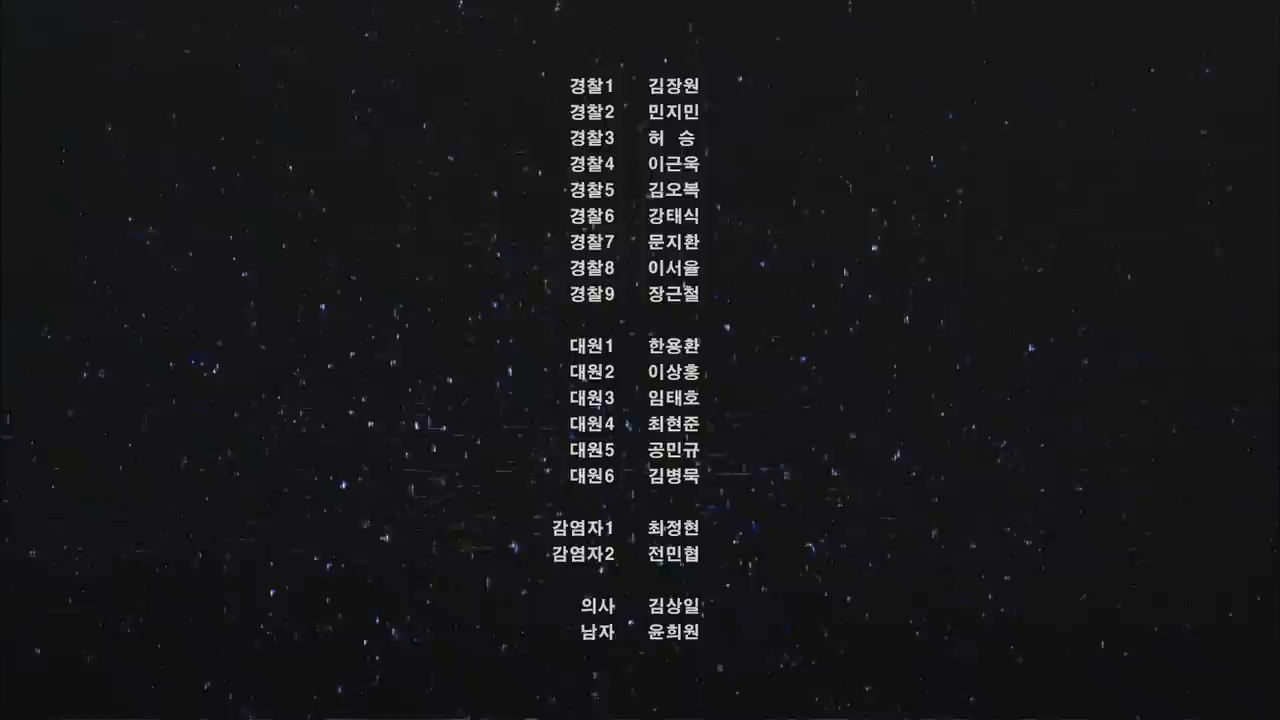 경찰1 김장원
경찰2 민지민
경찰3 허 승
경찰4 이근욱
경찰5 김오복
경찰6 강태식
경찰7 문지환
경찰8 이서율
경찰9 장근철
대원1 한용환
대원2 이상홍
대원3 임태호
대원4 최현준
대원5 공민규
대원6 김병묵
감염자1 최정현
감염자2 전민협
의사 김상일
남자 윤희원